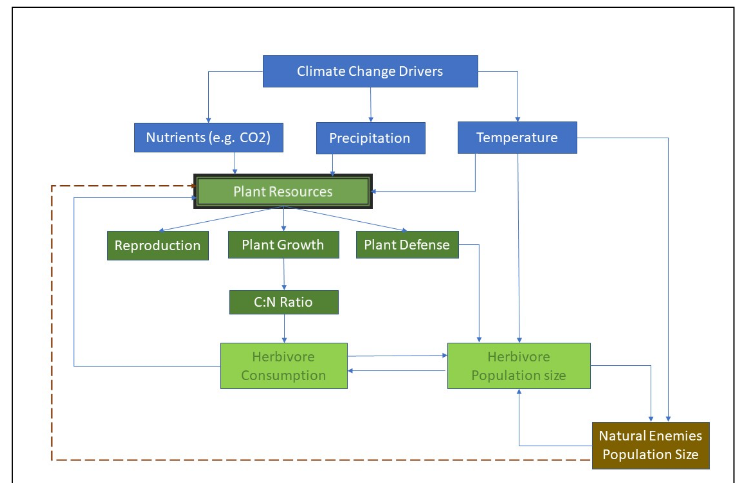 Climate Change Drivers
Nutrients (e.g. CO2)
Precipitation
Temperature
Plant Resources
Reproduction
Plant Growth
Plant Defense
C:N Ratio
Herbivore
Consumption
Herbivore
Population size
Natural Enemies
Population Size